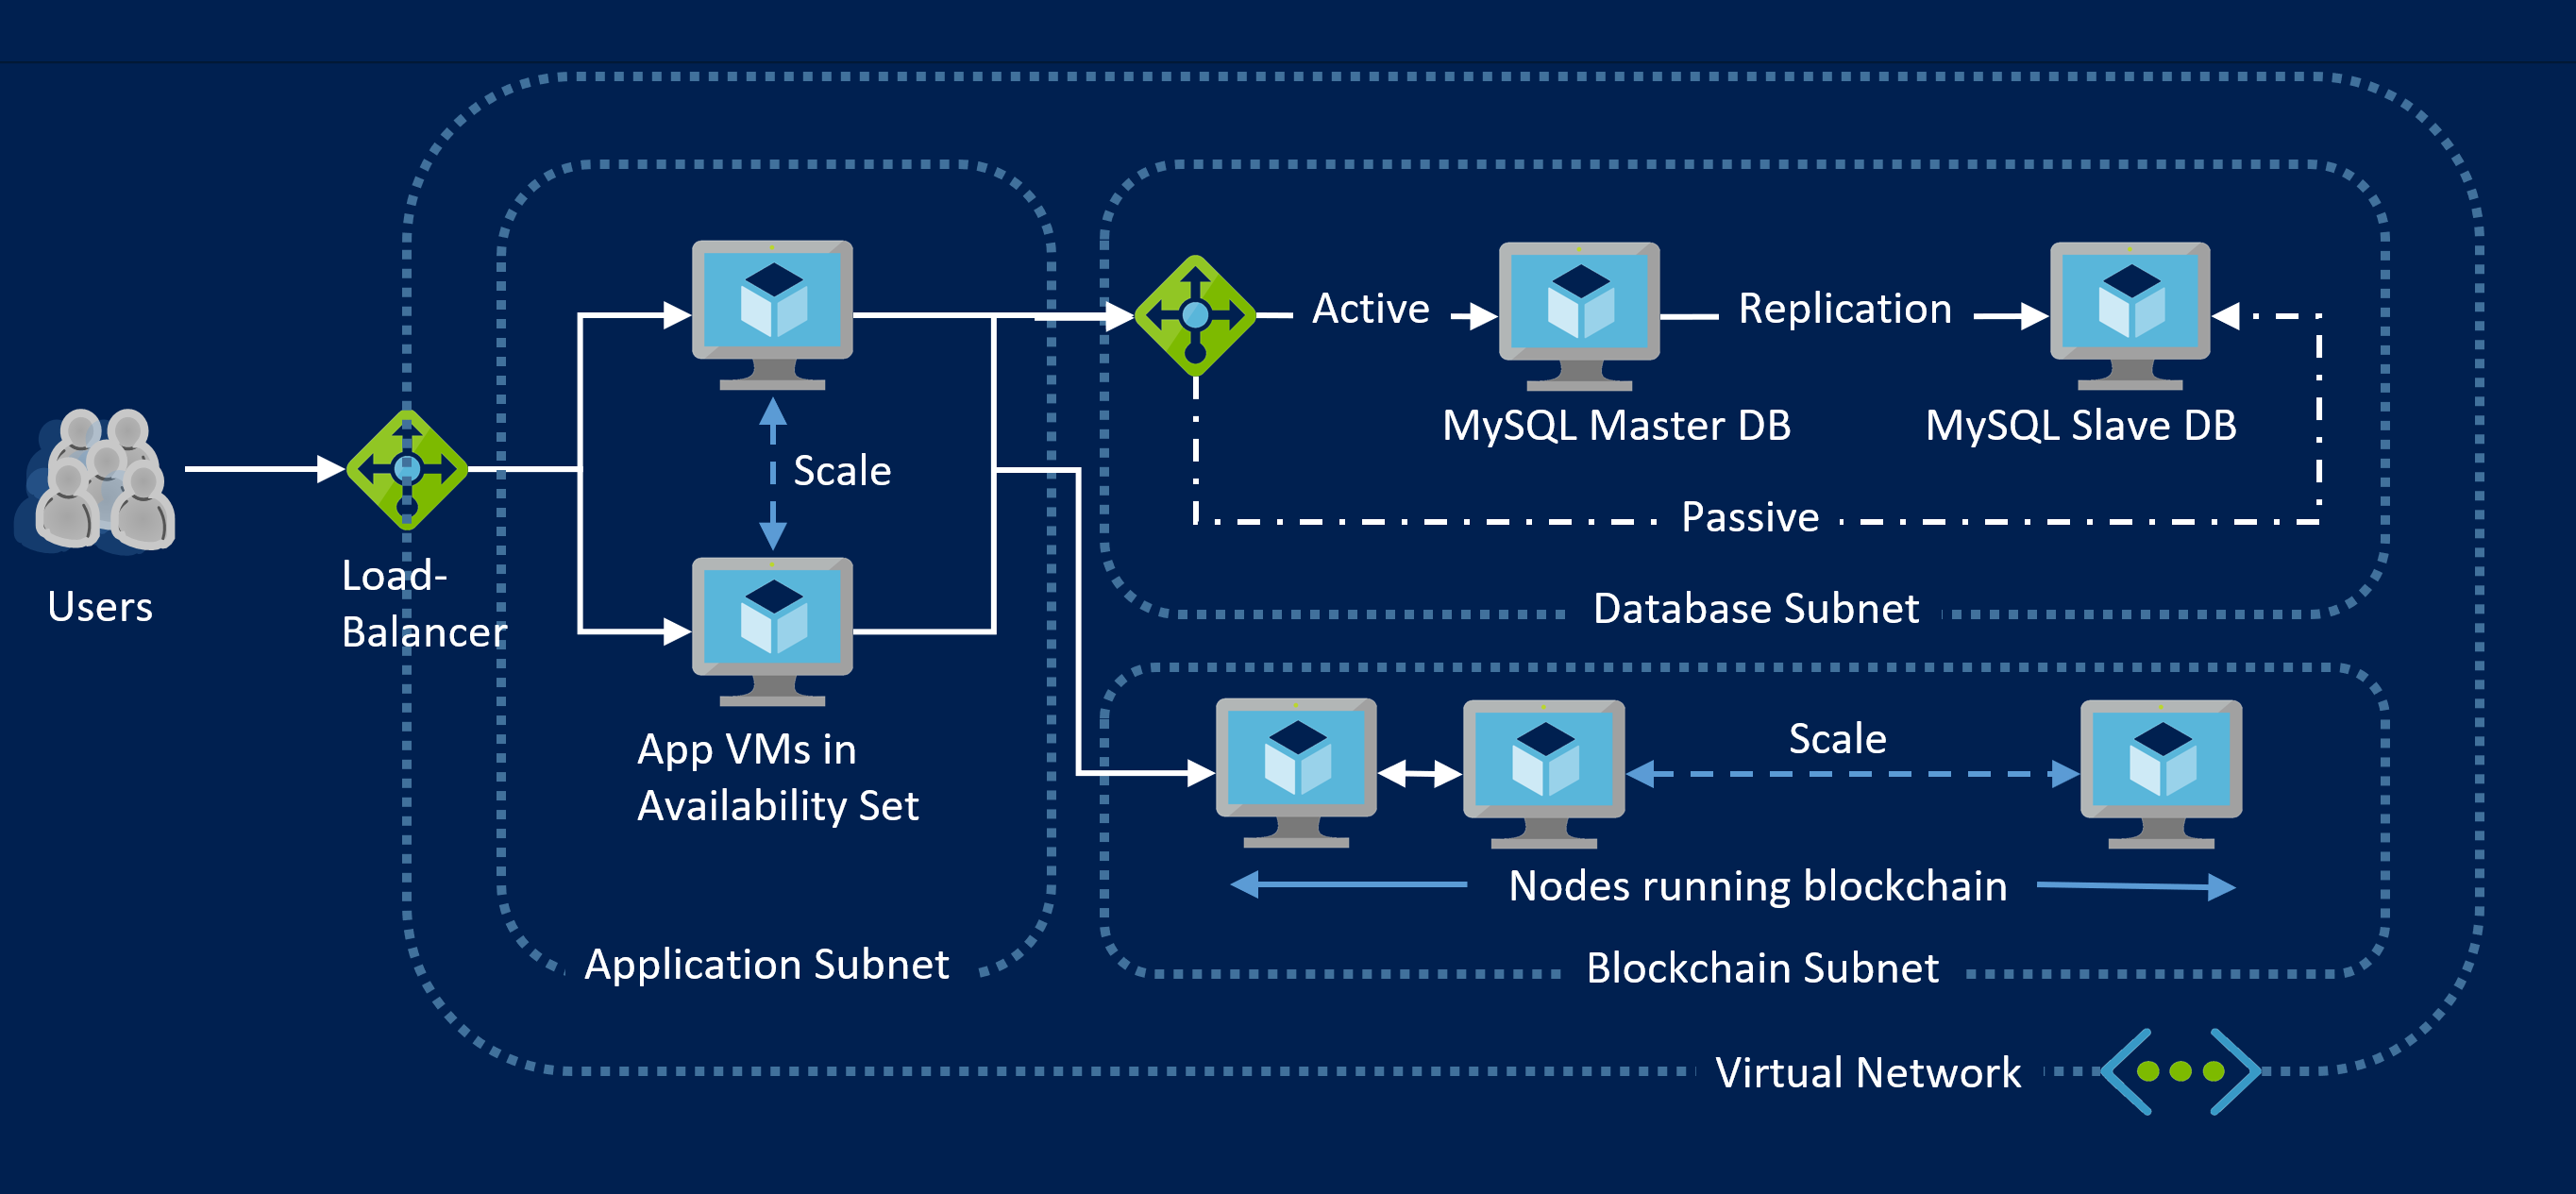 Users
Load-
Balancer
Scale
App VMs in
Availability Set
Application Subnet
Active
Replication
MySQL Master DB
MySQL Slave DB
Passive
Database Subnet
Scale
Nodes running blockchain
Blockchain Subnet
Virtual Network